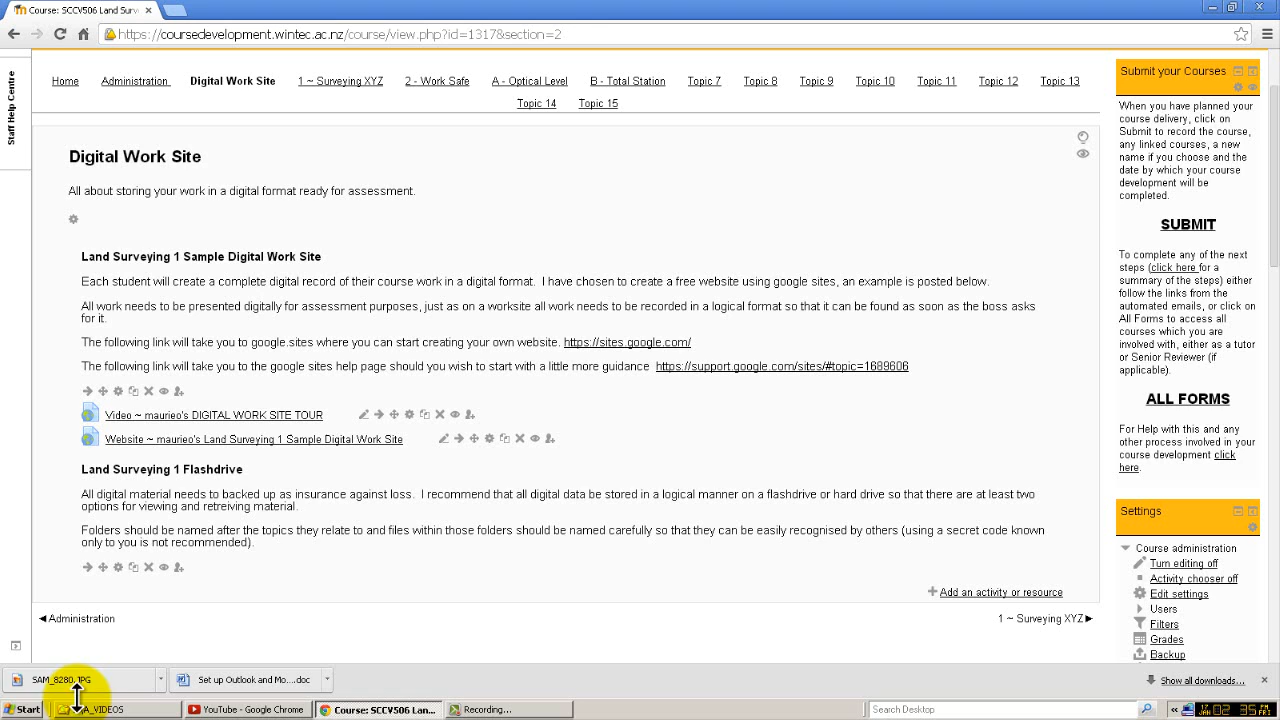 Course: SCCV506 Land Surv
https://coursedevelopment.wintec.ac.nz/course/view.php?id=1317&section=2
Staff Help Centre
Home Administration Digital Work Site 1 ~ Surveying XYZ 2 - Work Safe A - Optical Level B - Total Station Topic 7 Topic 8 Topic 9 Topic 10 Topic 11 Topic 12 Topic 13
Topic 14 Topic 15
Digital Work Site
All about storing your work in a digital format ready for assessment.
Land Surveying 1 Sample Digital Work Site
Each student will create a complete digital record of their course work in a digital format. I have chosen to create a free website using google sites, an example is posted below.
All work needs to be presented digitally for assessment purposes, just as on a worksite all work needs to be recorded in a logical format so that it can be found as soon as the boss asks
for it.
The following link will take you to google.sites where you can start creating your own website. https://sites.google.com/
The following link will take you to the google sites help page should you wish to start with a little more guidance https://support.google.com/sites/#topic=1689606
Video ~ maurieo's DIGITAL WORK SITE TOUR
Website ~ maurieo's Land Surveying 1 Sample Digital Work Site
Land Surveying 1 Flashdrive
All digital material needs to backed up as insurance against loss. I recommend that all digital data be stored in a logical manner on a flashdrive or hard drive so that there are at least two
options for viewing and retreiving material.
Folders should be named after the topics they relate to and files within those folders should be named carefully so that they can be easily recognised by others (using a secret code known
only to you is not recommended).
Add an activity or resource
Administration
1 ~ Surveying XYZ
Submit your Courses
When you have planned your
course delivery, click on
Submit to record the course,
any linked courses, a new
name if you choose and the
date by which your course
development will be
completed.
SUBMIT
To complete any of the next
steps (click here for a
summary of the steps) either
follow the links from the
automated emails, or click on
All Forms to access all
courses which you are
involved with, either as a tutor
or Senior Reviewer (if
applicable).
ALL FORMS
For Help with this and any
other process involved in your
course development click
here.
Settings
Course administration
Turn editing off
Activity chooser off
Edit settings
Users
Filters
Grades
Backup
SAM_8280.JPG
Set up Outlook and Mo....doc
Show all downloads...
Start
A_VIDEOS
YouTube - Google Chrome
Course: SCCV506 Lan...
Recording...
Search Desktop
17 JAN 02 35 PM FRI